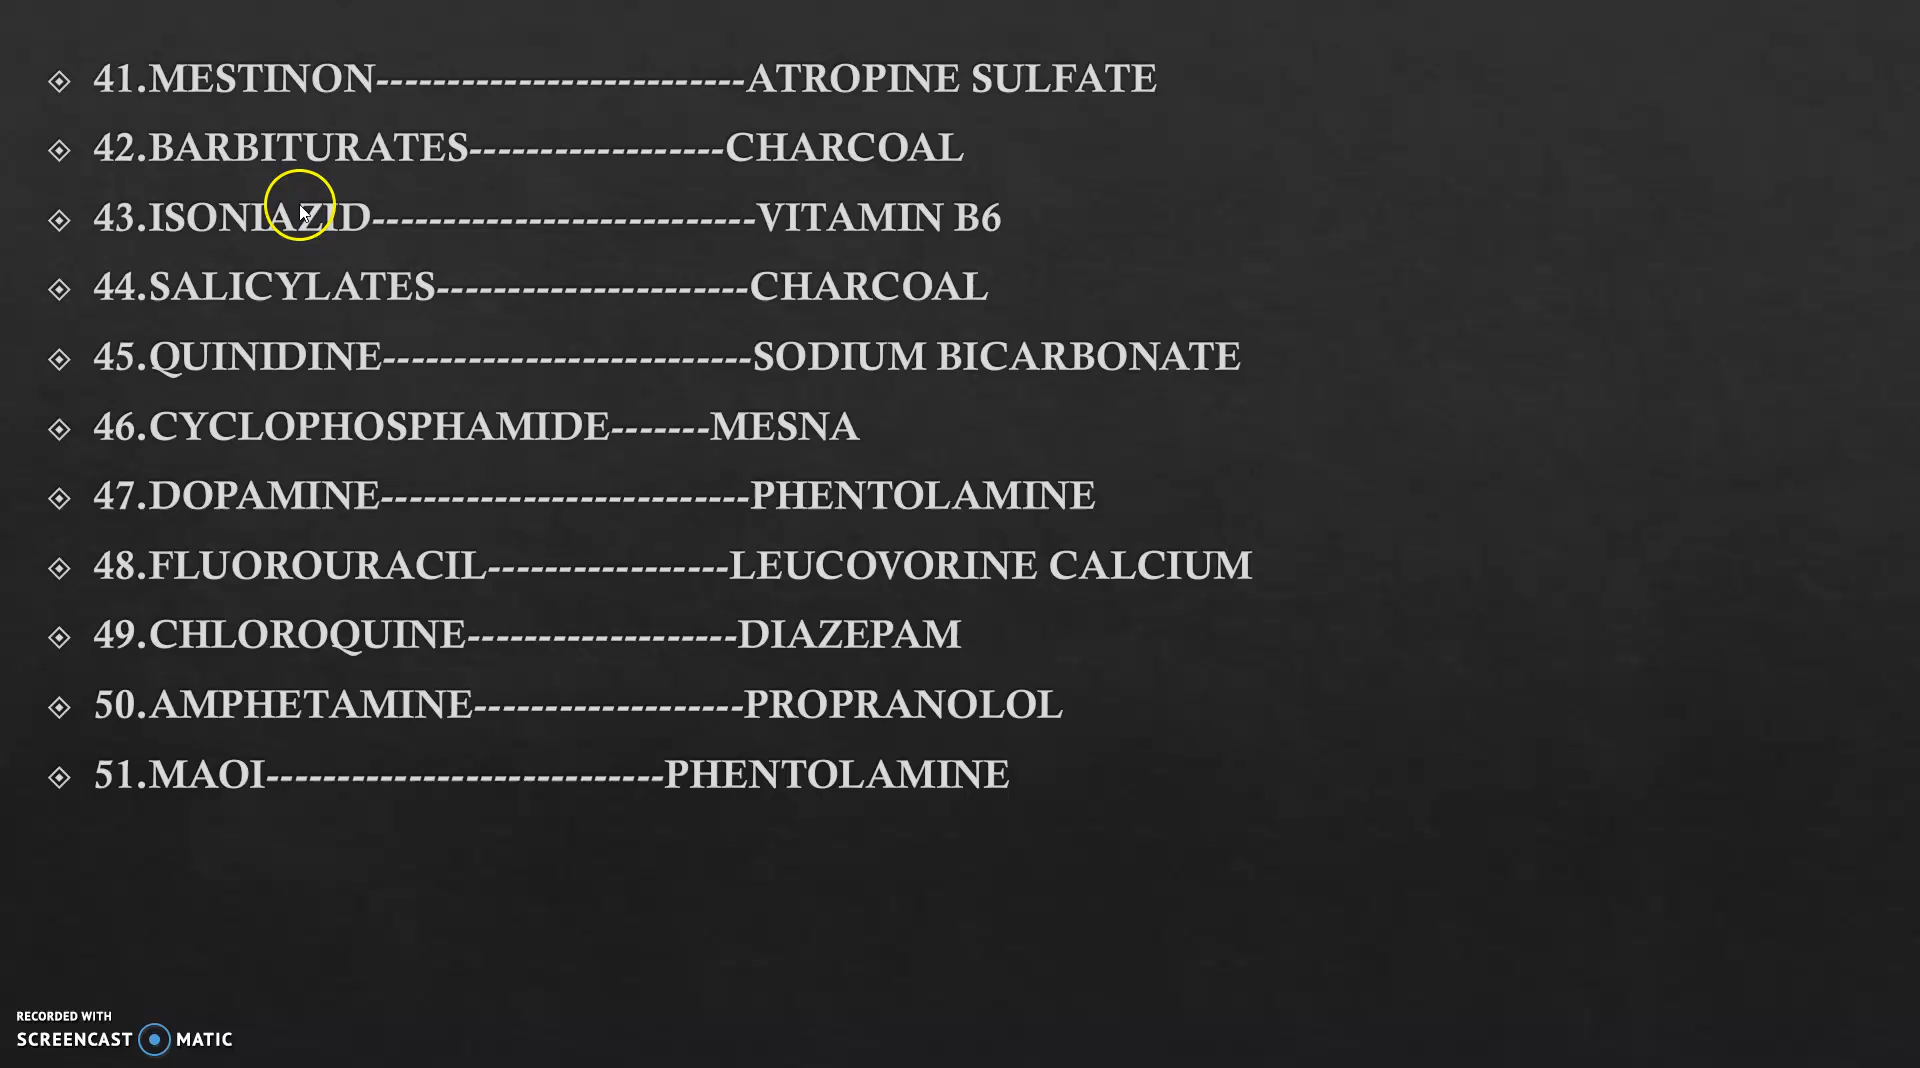 41.MESTINON--------------------------ATROPINE SULFATE
42.BARBITURATES------------------CHARCOAL
43.ISONIAZID---------------------------VITAMIN B6
44.SALICYLATES----------------------CHARCOAL
45.QUINIDINE--------------------------SODIUM BICARBONATE
46.CYCLOPHOSPHAMIDE-------MESNA
47.DOPAMINE--------------------------PHENTOLAMINE
48.FLUOROURACIL-----------------LEUCOVORINE CALCIUM
49.CHLOROQUINE-------------------DIAZEPAM
50.AMPHETAMINE-------------------PROPRANOLOL
51.MAOI----------------------------PHENTOLAMINE
RECORDED WITH
SCREENCAST MATIC